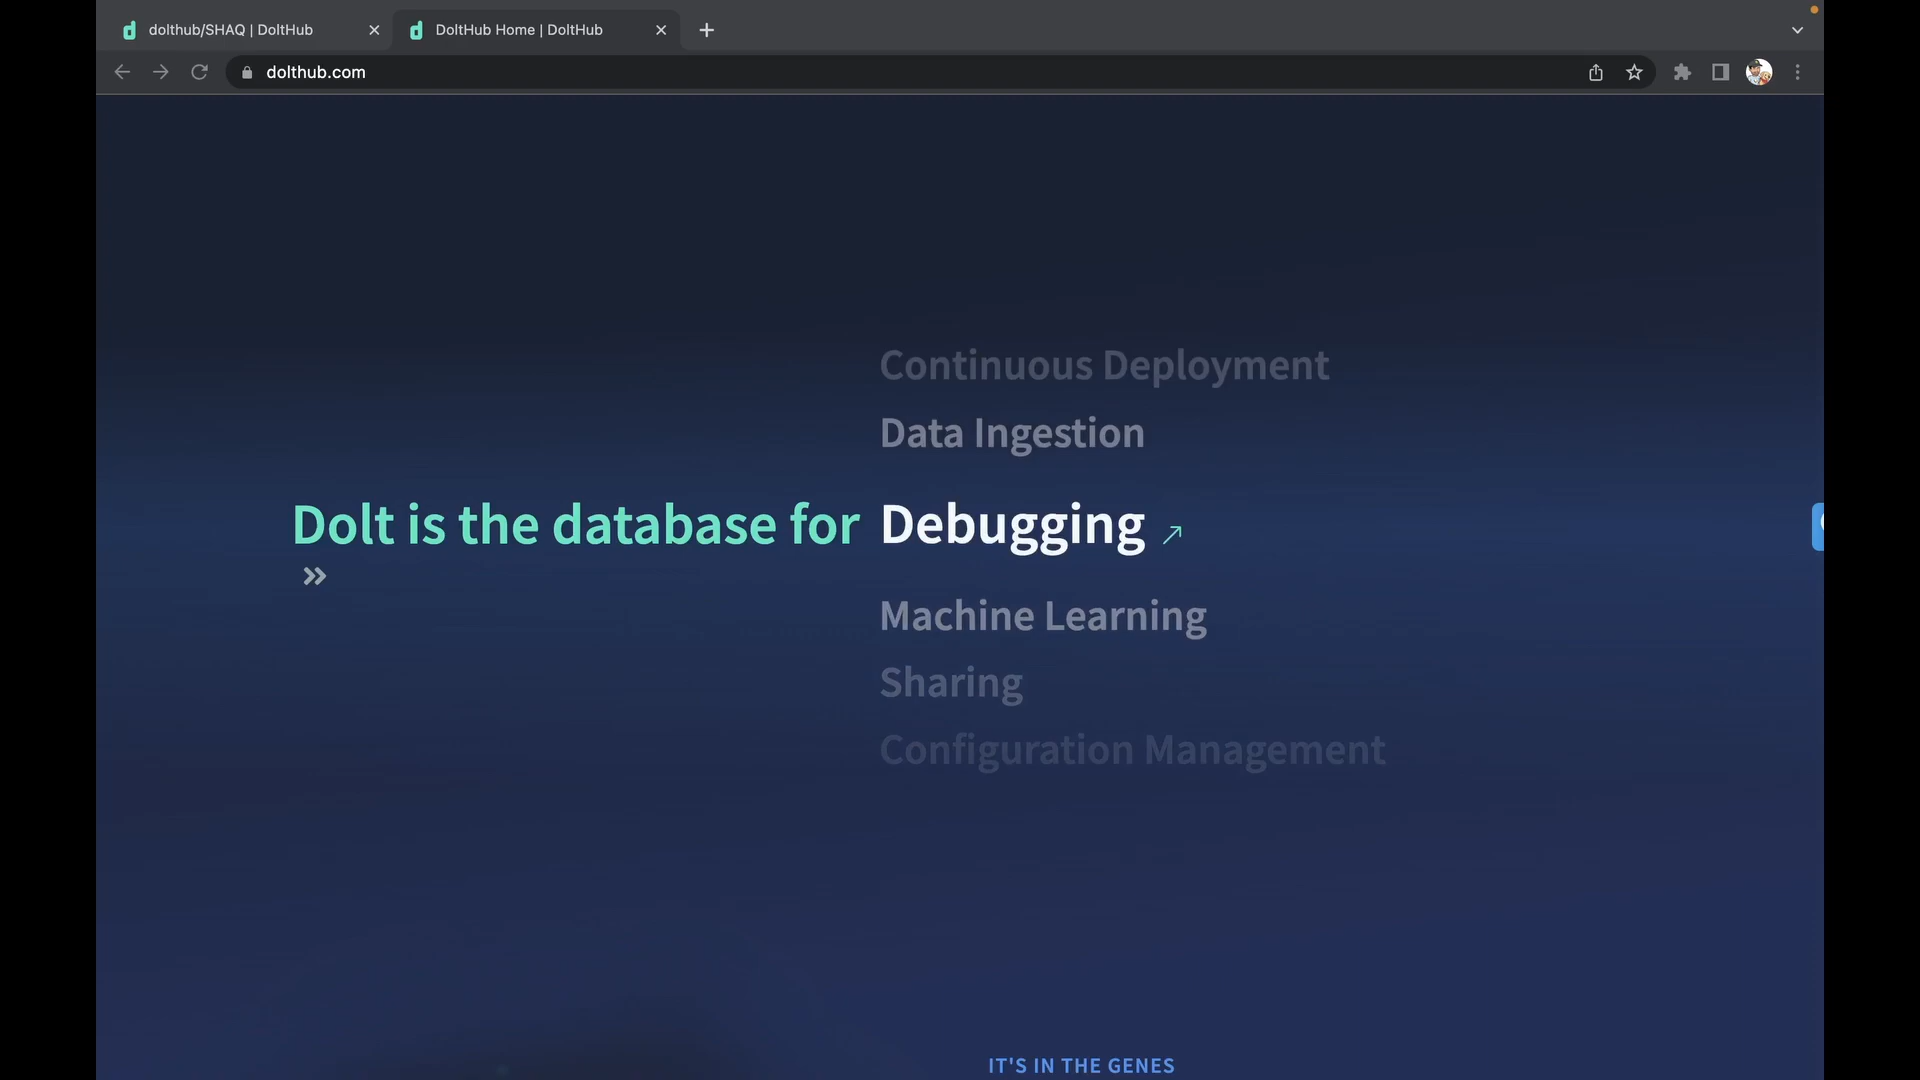 dolthub/SHAQ | DoltHub
DoltHub Home | DoltHub
dolthub.com
Continuous Deployment
Data Ingestion
Dolt is the database for Debugging
Machine Learning
Sharing
Configuration Management
IT'S IN THE GENES